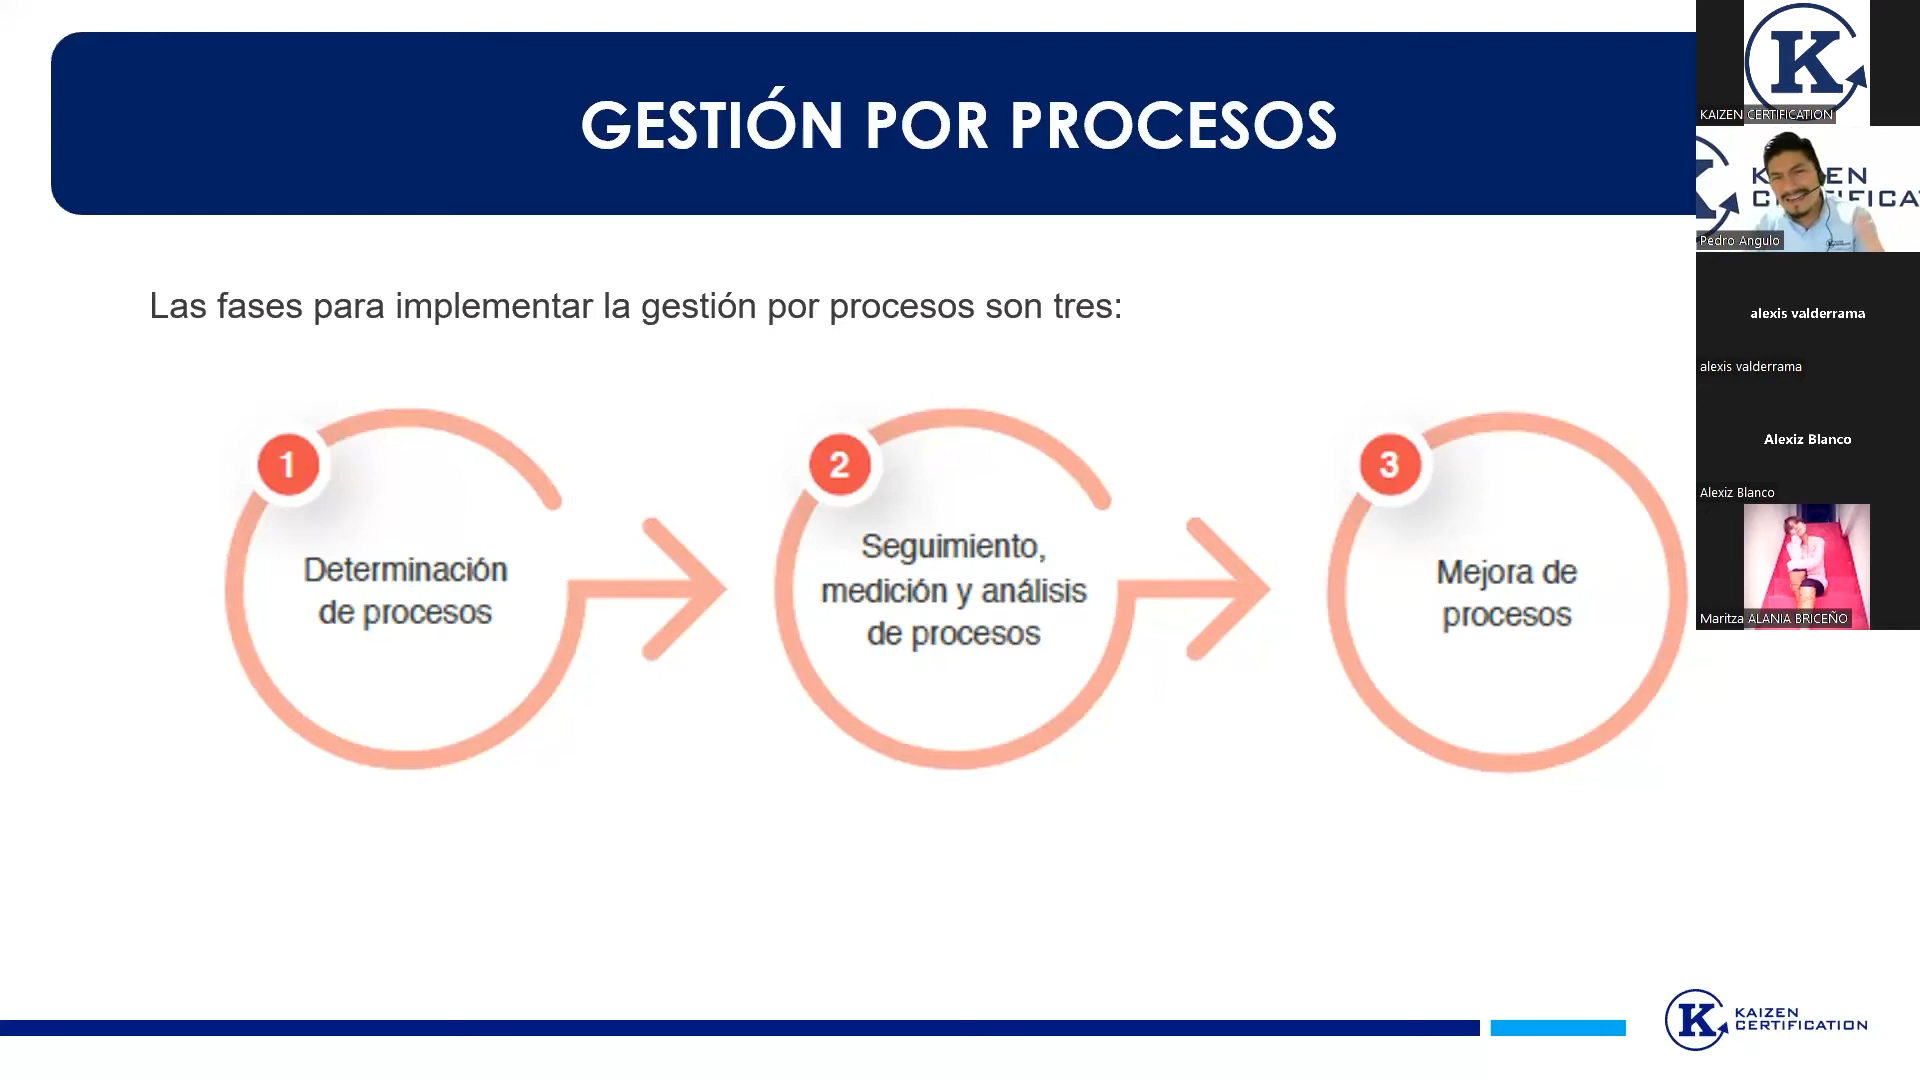 GESTIÓN POR PROCESOS
Las fases para implementar la gestión por procesos son tres:
1
Determinación
de procesos
2
Seguimiento,
medición y análisis
de procesos
3
Mejora de
procesos
K
KAIZEN CERTIFICATION
Pedro Angulo
alexis valderrama
alexis valderrama
Alexiz Blanco
Alexiz Blanco
Maritza ALANIA BRICEÑO
K
KAIZEN
CERTIFICATION